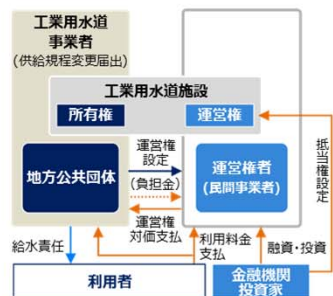 工業用水道
事業者
(供給規程変更届出)
工業用水道施設
所有権
運営権
地方公共団体
運営権
設定
(負担金)
運営権
対価支払
運営権者
(民間事業者)
抵当権設定
給水責任
利用料金
支払
融資・投資
利用者
金融機関
投資家